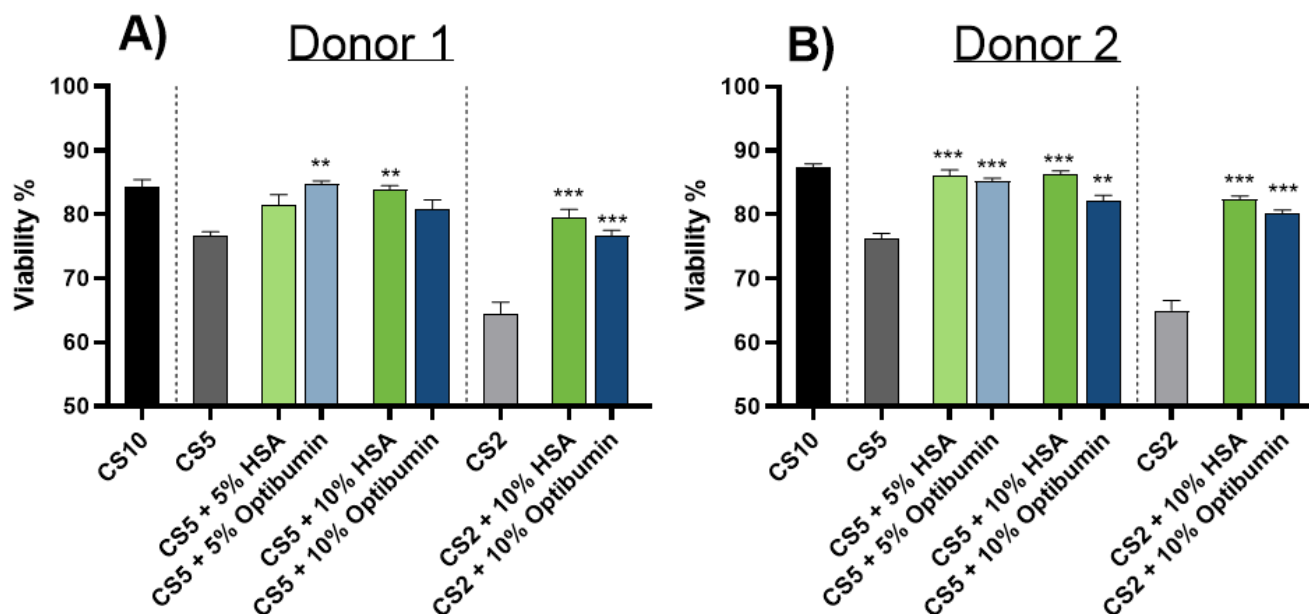 A) Donor 1
Viability %
100
90
80
70
60
50
** ** *** ***
CS10
CS5
CS5 + 5% HSA
CS5 + 5% Optibumin
CS5 + 10% HSA
CS5 + 10% Optibumin
CS2
CS2 + 10% HSA
CS2 + 10% Optibumin
B) Donor 2
Viability %
100
90
80
70
60
50
*** *** *** ** *** ***
CS10
CS5
CS5 + 5% HSA
CS5 + 5% Optibumin
CS5 + 10% HSA
CS5 + 10% Optibumin
CS2
CS2 + 10% HSA
CS2 + 10% Optibumin